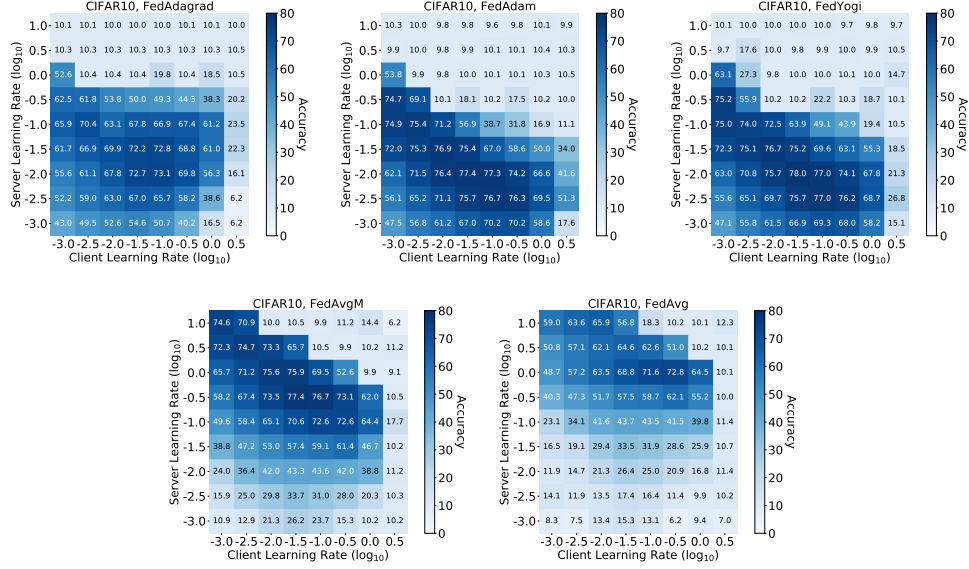 CIFAR10, FedAdagrad
Server Learning Rate (log10)
1.0 10.1 10.1 10.1 10.1 10.1 10.1 10.1 10.1
0.5 10.3 10.3 10.3 10.3 10.3 10.3 10.3 10.5
0.0 52.6 10.4 10.4 10.4 19.8 10.4 18.5 10.5
-0.5 62.5 61.8 53.8 50.0 49.3 44.3 38.3 20.2
-1.0 65.9 70.4 63.1 67.8 66.9 67.4 61.2 23.5
-1.5 61.7 66.9 69.9 72.2 72.8 68.8 61.0 22.3
-2.0 55.6 61.1 67.8 72.7 73.1 69.8 56.3 16.1
-2.5 52.2 59.0 63.0 67.0 65.7 58.2 38.6 6.2
-3.0 43.0 49.5 52.6 54.6 50.7 40.2 16.5 6.2
-3.0 -2.5 -2.0 -1.5 -1.0 -0.5 0.0 0.5
Client Learning Rate (log10)
80
70
60
50
40
30
20
10
0
Accuracy
CIFAR10, FedAdam
Server Learning Rate (log10)
1.0 10.3 10.0 9.9 9.8 9.8 10.6 10.1 9.9
0.5 9.9 10.0 10.1 9.9 10.0 10.1 10.4 10.3
0.0 53.8 9.9 9.8 10.0 10.0 10.1 10.3 10.5
-0.5 74.7 69.1 10.1 18.1 10.2 17.5 10.2 10.0
-1.0 74.9 75.4 71.2 56.9 38.7 31.8 16.9 11.1
-1.5 72.0 75.3 76.9 75.4 67.0 58.6 50.0 34.0
-2.0 62.1 71.5 76.4 77.4 77.3 74.2 66.6 41.6
-2.5 56.1 63.3 69.5 75.7 76.7 76.3 69.5 51.3
-3.0 47.5 56.8 61.8 67.0 70.2 70.2 58.6 17.6
-3.0 -2.5 -2.0 -1.5 -1.0 -0.5 0.0 0.5
Client Learning Rate (log10)
80
70
60
50
40
30
20
10
0
Accuracy
CIFAR10, FedYogi
Server Learning Rate (log10)
1.0 10.0 10.0 9.8 9.9 9.8 9.7 9.8 9.7
0.5 9.7 17.6 10.0 9.8 9.9 10.0 9.9 9.8
0.0 63.1 27.3 9.8 10.0 10.0 10.1 10.0 14.7
-0.5 75.2 55.9 10.2 10.2 22.2 10.3 18.7 10.1
-1.0 75.0 74.0 72.5 63.9 49.1 43.9 19.4 10.5
-1.5 72.3 75.1 76.7 75.2 69.6 63.1 55.3 18.5
-2.0 65.8 71.2 75.7 78.0 77.0 74.1 67.8 21.3
-2.5 55.6 65.1 69.7 75.7 77.0 76.2 68.7 26.8
-3.0 47.1 55.8 61.9 66.9 69.3 68.0 58.2 15.1
-3.0 -2.5 -2.0 -1.5 -1.0 -0.5 0.0 0.5
Client Learning Rate (log10)
80
70
60
50
40
30
20
10
0
Accuracy
CIFAR10, FedAvgM
Server Learning Rate (log10)
1.0 74.6 70.9 10.0 10.5 9.9 11.2 14.4 6.2
0.5 72.3 74.7 73.3 65.7 10.5 9.9 10.2 11.2
0.0 65.7 71.2 75.6 75.9 69.5 52.6 9.9 9.1
-0.5 58.2 67.4 73.5 77.4 76.7 73.1 62.0 10.5
-1.0 49.6 58.4 65.1 70.6 72.6 72.6 64.4 17.7
-1.5 38.8 47.2 53.0 57.4 59.1 61.4 46.7 10.2
-2.0 24.0 36.4 42.0 43.3 43.6 42.0 38.8 11.2
-2.5 15.9 25.0 29.8 33.7 31.0 28.0 20.3 10.3
-3.0 10.9 12.9 21.3 26.2 23.7 15.3 10.2 10.2
-3.0 -2.5 -2.0 -1.5 -1.0 -0.5 0.0 0.5
Client Learning Rate (log10)
80
70
60
50
40
30
20
10
0
Accuracy
CIFAR10, FedAvg
Server Learning Rate (log10)
1.0 59.0 63.6 65.9 56.8 18.3 10.2 10.1 12.3
0.5 50.8 57.1 62.1 64.6 62.6 51.0 10.2 10.1
0.0 48.7 57.2 63.5 68.8 71.6 72.8 64.5 10.1
-0.5 40.3 47.3 51.7 57.5 58.7 62.1 55.2 10.0
-1.0 23.1 34.1 41.6 43.7 43.5 41.5 39.8 11.4
-1.5 16.5 19.1 29.4 33.5 31.9 28.6 25.9 10.7
-2.0 11.9 14.7 21.3 26.4 25.0 20.9 16.8 11.4
-2.5 14.1 11.9 13.5 17.4 16.4 11.4 9.9 10.2
-3.0 8.3 7.5 13.4 15.3 13.1 6.2 9.4 7.0
-3.0 -2.5 -2.0 -1.5 -1.0 -0.5 0.0 0.5
Client Learning Rate (log10)
80
70
60
50
40
30
20
10
0
Accuracy